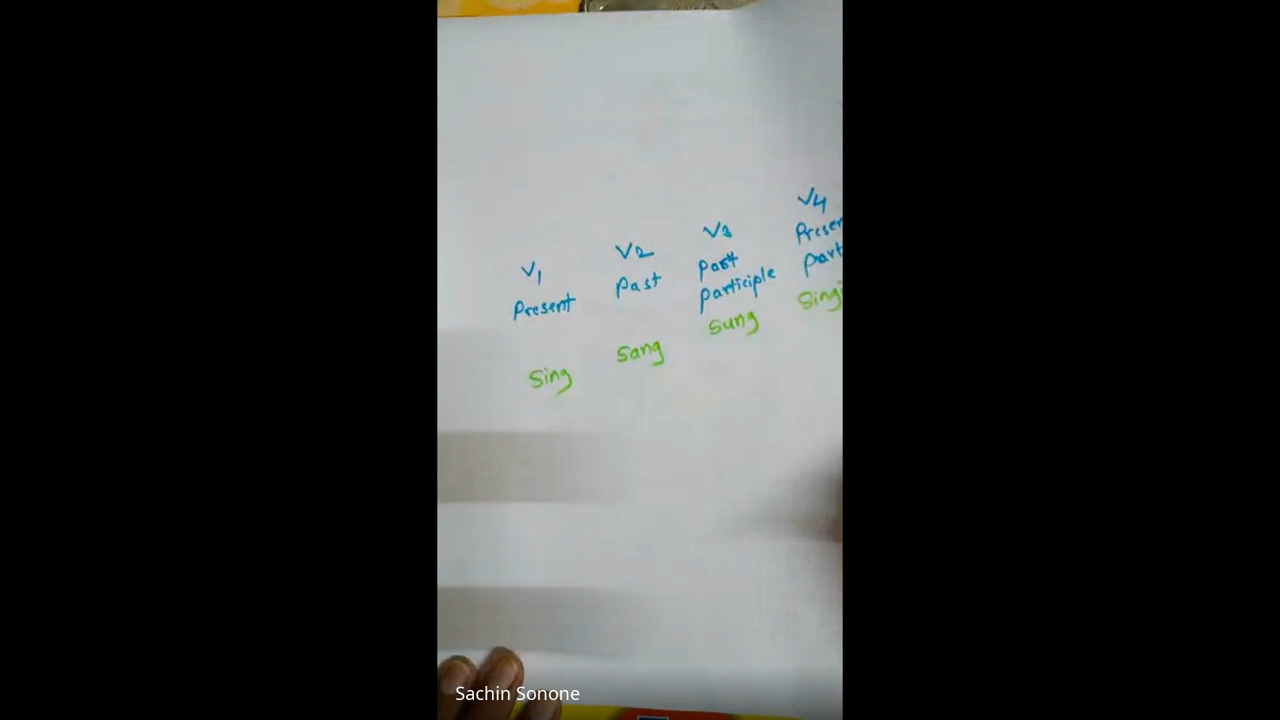 V1
Present
Sing
V2
Past
Sang
V3
Past
Participle
Sung
V4
Sachin Sonone